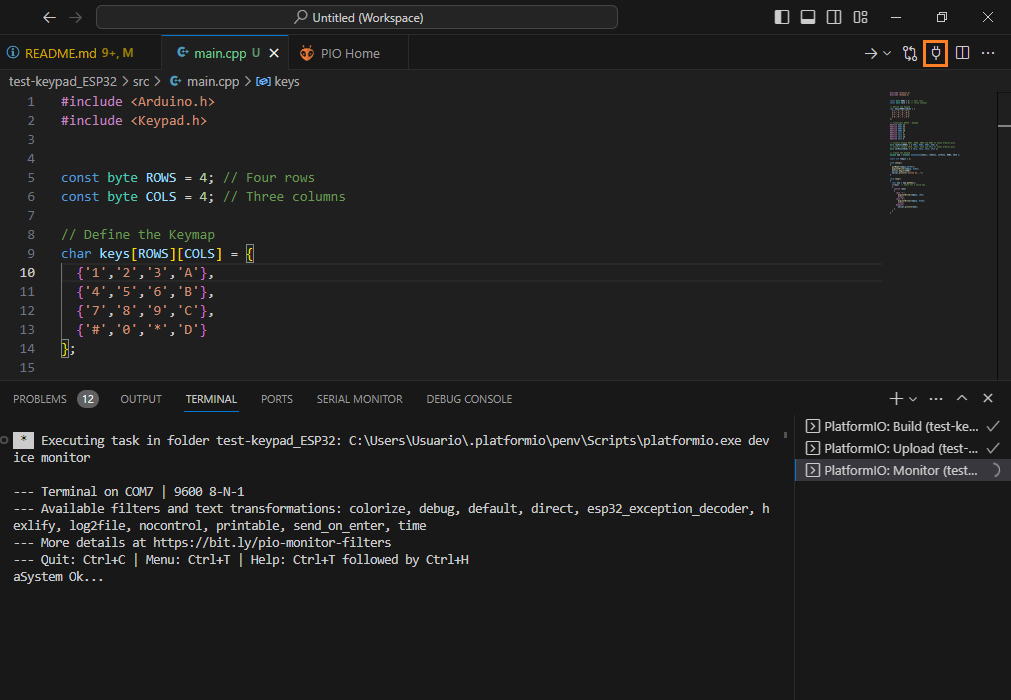 Untitled (Workspace)
README.md 9+, M
main.cpp U
PIO Home
test-keypad_ESP32 > src > main.cpp > keys
1 #include <Arduino.h>
2 #include <Keypad.h>
3
4
5 const byte ROWS = 4; // Four rows
6 const byte COLS = 4; // Three columns
7
8 // Define the Keymap
9 char keys[ROWS][COLS] = {
10 {'1','2','3','A'},
11 {'4','5','6','B'},
12 {'7','8','9','C'},
13 {'#','0','*','D'}
14 };
15
PROBLEMS 12 OUTPUT TERMINAL PORTS SERIAL MONITOR DEBUG CONSOLE
* Executing task in folder test-keypad_ESP32: C:\Users\Usuario\.platformio\penv\Scripts\platformio.exe dev
ice monitor
--- Terminal on COM7 | 9600 8-N-1
--- Available filters and text transformations: colorize, debug, default, direct, esp32_exception_decoder, h
exlify, log2file, nocontrol, printable, send_on_enter, time
--- More details at https://bit.ly/pio-monitor-filters
--- Quit: Ctrl+C | Menu: Ctrl+T | Help: Ctrl+T followed by Ctrl+H
aSystem Ok...
PlatformIO: Build (test-ke...
PlatformIO: Upload (test-...
PlatformIO: Monitor (test...